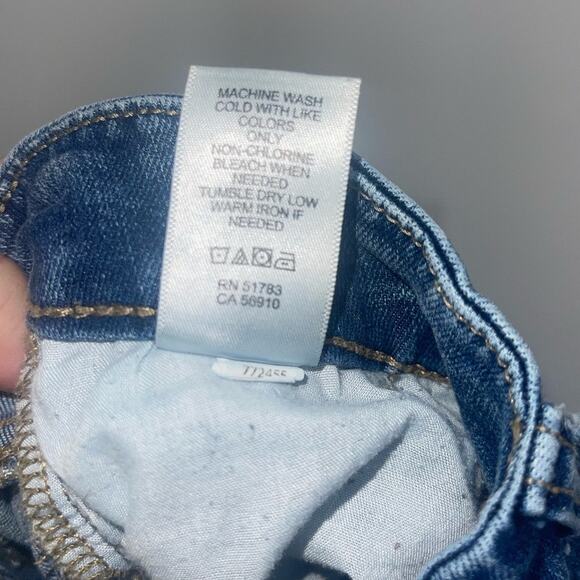 MACHINE WASH
COLD WITH LIKE
COLORS
ONLY
NON-CHLORINE
BLEACH WHEN
NEEDED
TUMBLE DRY LOW
WARM IRON IF
NEEDED
RN 51783
CA 56910
772455